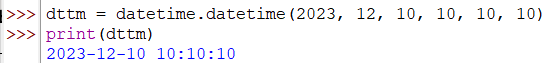 >>> dttm = datetime.datetime(2023, 12, 10, 10, 10, 10)
>>> print(dttm)
2023-12-10 10:10:10